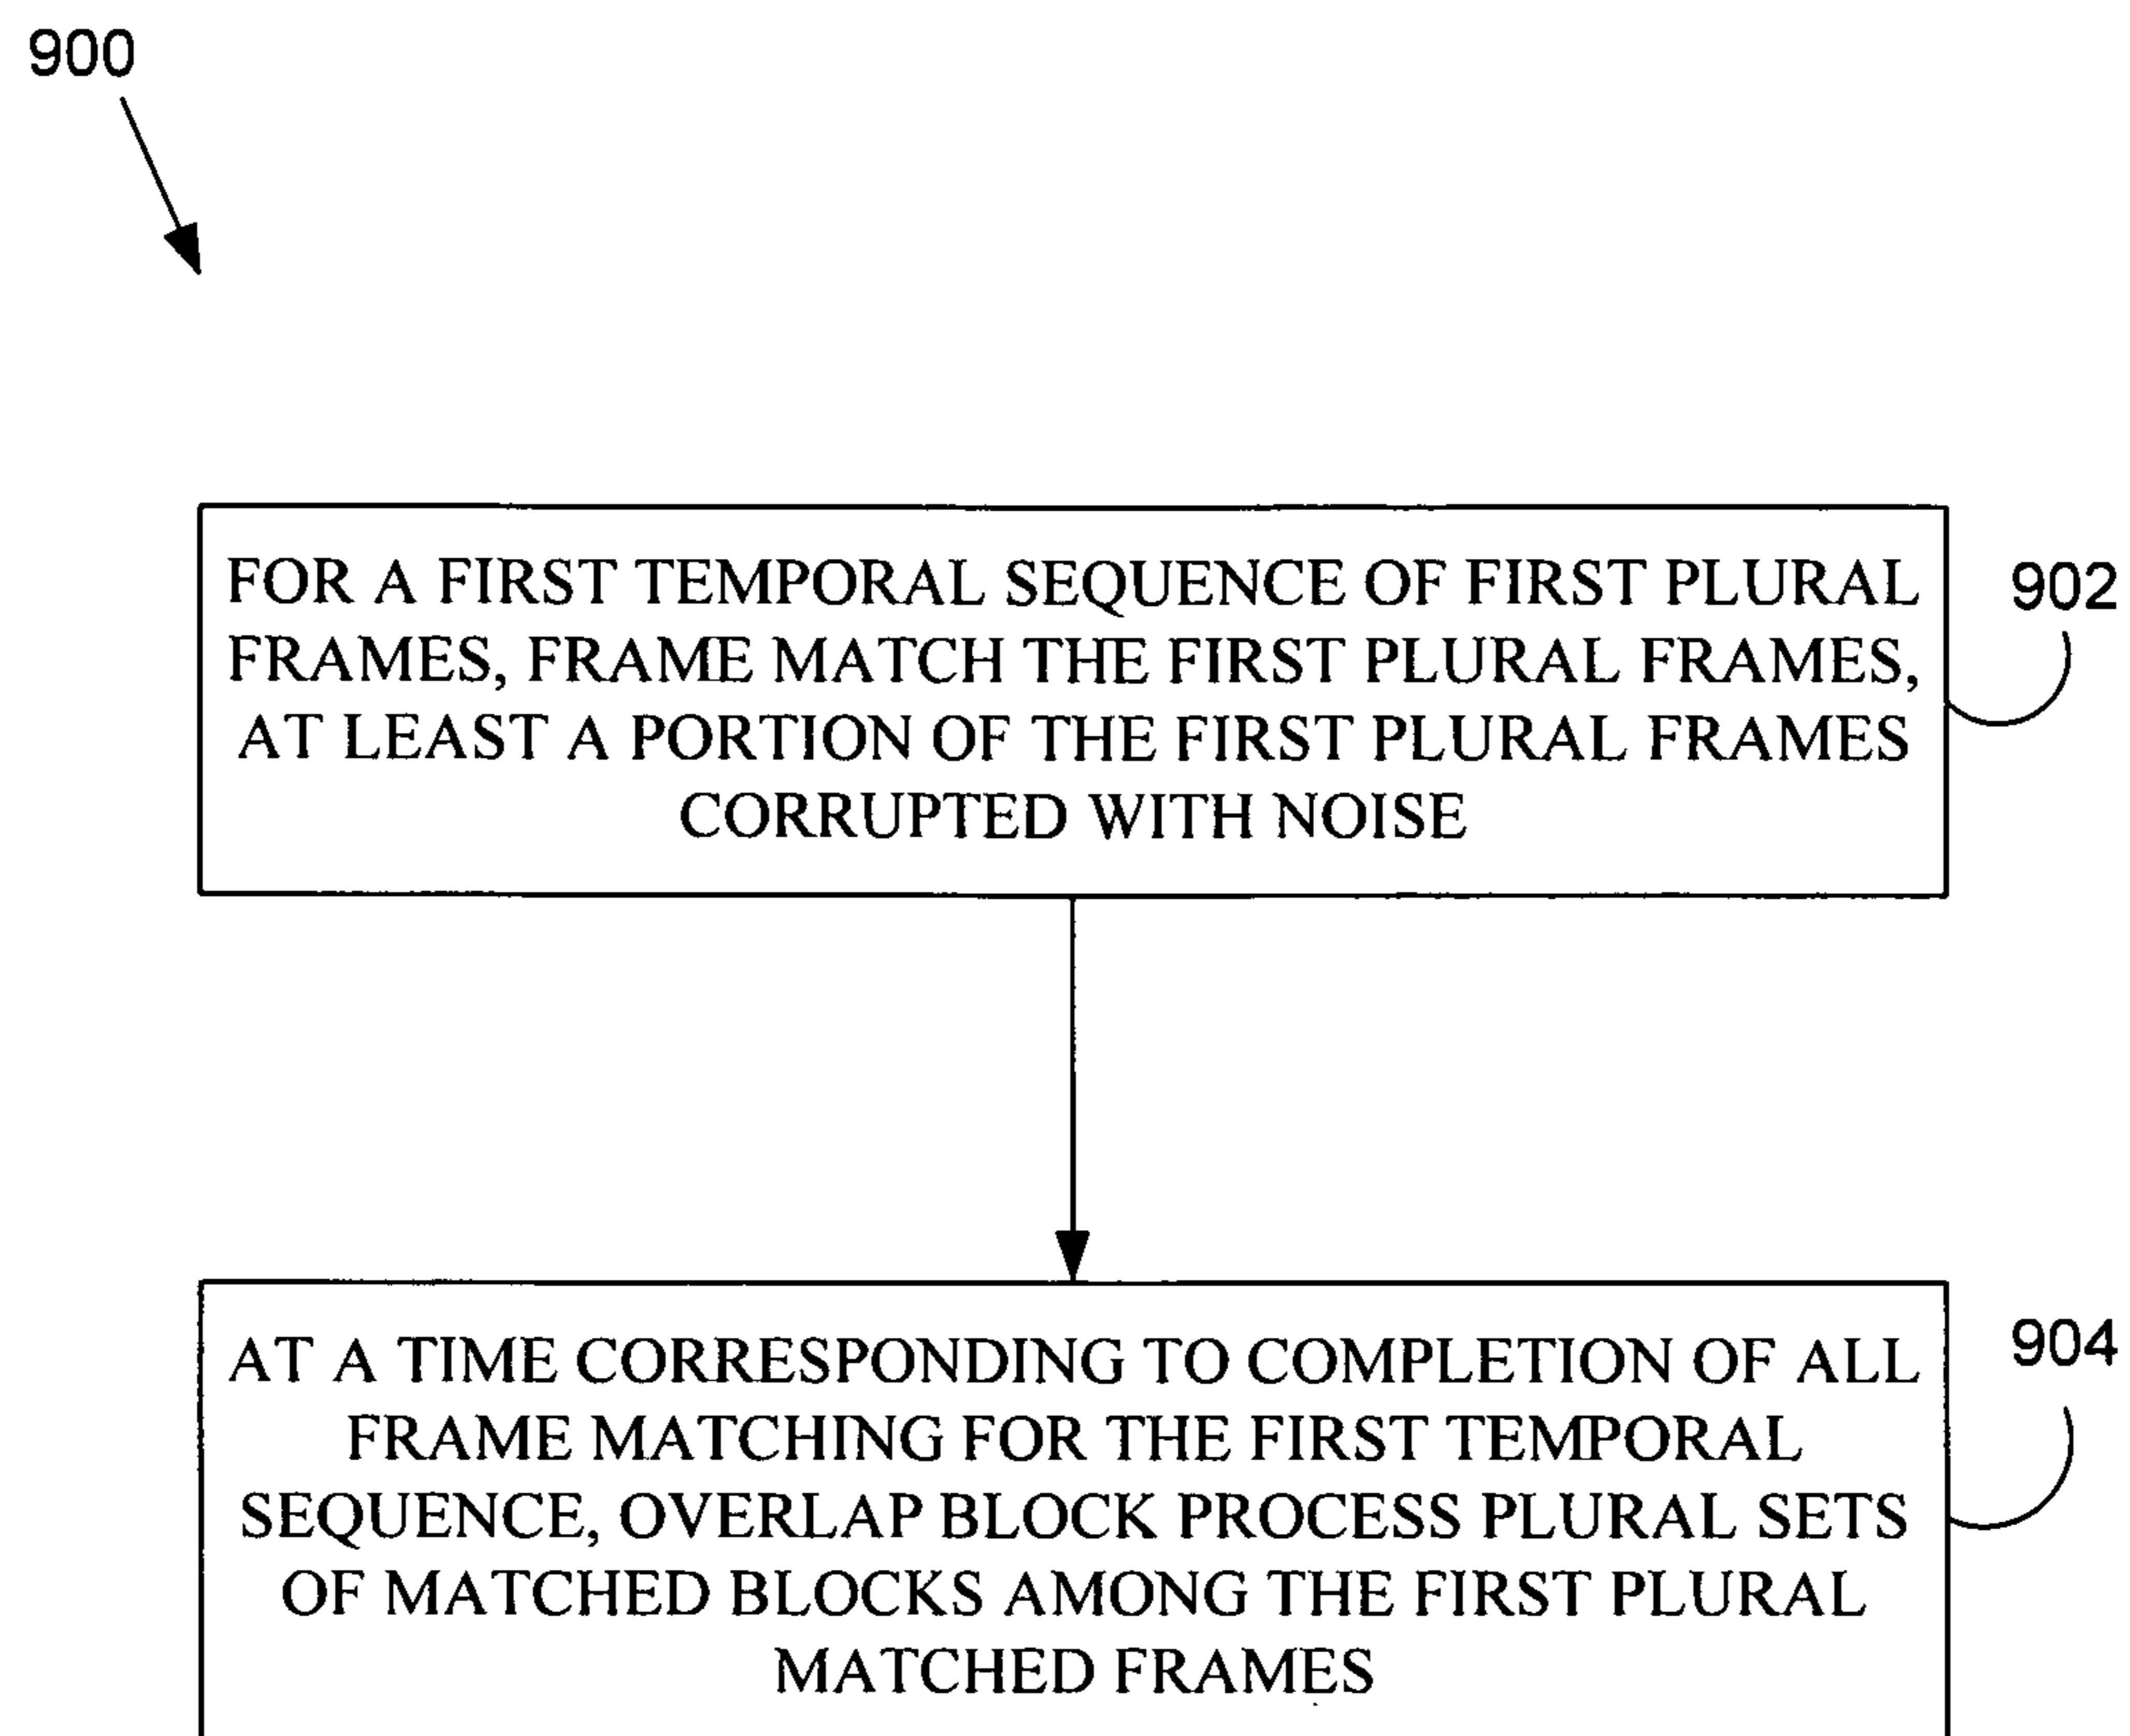 900
FOR A FIRST TEMPORAL SEQUENCE OF FIRST PLURAL
FRAMES, FRAME MATCH THE FIRST PLURAL FRAMES,
AT LEAST A PORTION OF THE FIRST PLURAL FRAMES
CORRUPTED WITH NOISE
902
AT A TIME CORRESPONDING TO COMPLETION OF ALL
FRAME MATCHING FOR THE FIRST TEMPORAL
SEQUENCE, OVERLAP BLOCK PROCESS PLURAL SETS
OF MATCHED BLOCKS AMONG THE FIRST PLURAL
MATCHED FRAMES
904